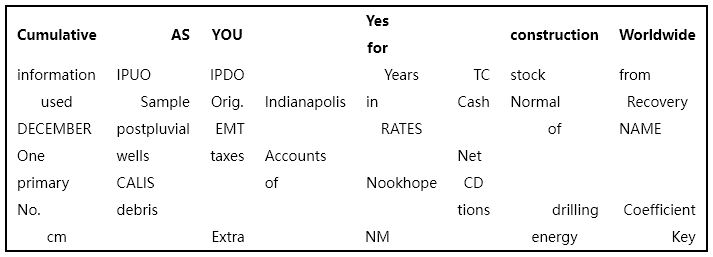 Cumulative AS YOU Yes for construction Worldwide
information IPUO IPDO Years TC stock from
used Sample Orig. Indianapolis in Cash Normal Recovery
DECEMBER postpluvial EMT RATES of NAME
One wells taxes Accounts Net
primary CALIS of Nookhope CD
No. debris tions drilling Coefficient
cm Extra NM energy Key